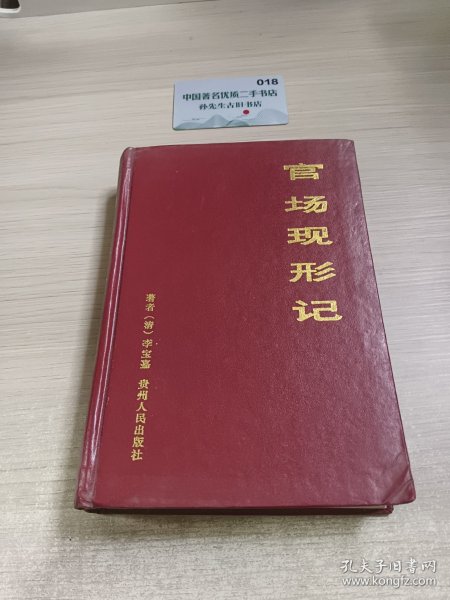 018
中国著名优质二手书店
孙先生古旧书店
官场现形记
著者（清）李宝嘉 贵州人民出版社
孔夫子旧书网
www.kongfz.com